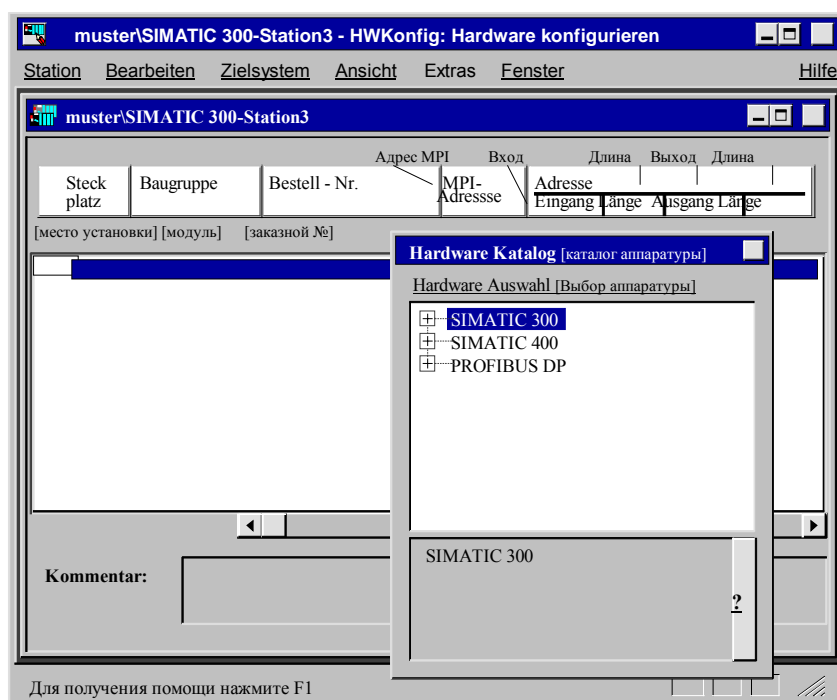 muster\SIMATIC 300-Station3 - HWKonfig: Hardware konfigurieren
Station Bearbeiten Zielsystem Ansicht Extras Fenster Hilfe
muster\SIMATIC 300-Station3
Адрес MPI Вход Длина Выход Длина
Steck platz
Baugruppe
Bestell - Nr.
MPI-Adressse
Adresse
Eingang Länge Ausgang Länge
[место установки] [модуль] [заказной №]
Hardware Katalog [каталог аппаратуры]
Hardware Auswahl [Выбор аппаратуры]
SIMATIC 300
SIMATIC 400
PROFIBUS DP
SIMATIC 300
?
Kommentar:
Для получения помощи нажмите F1